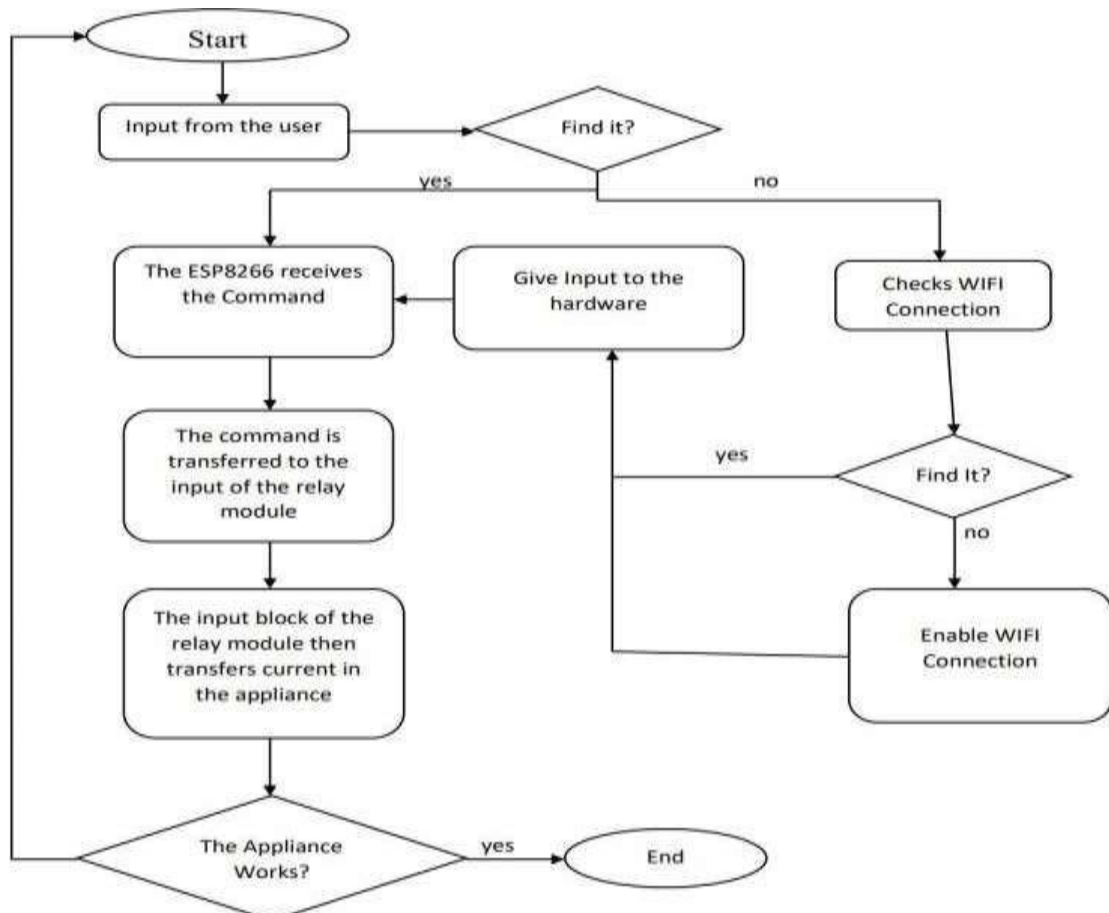 Start
Input from the user
Find it?
yes
no
The ESP8266 receives
the Command
Give Input to the
hardware
Checks WIFI
Connection
The command is
transferred to the
input of the relay
module
yes
Find It?
no
The input block of the
relay module then
transfers current in
the appliance
Enable WIFI
Connection
The Appliance
Works?
yes
End